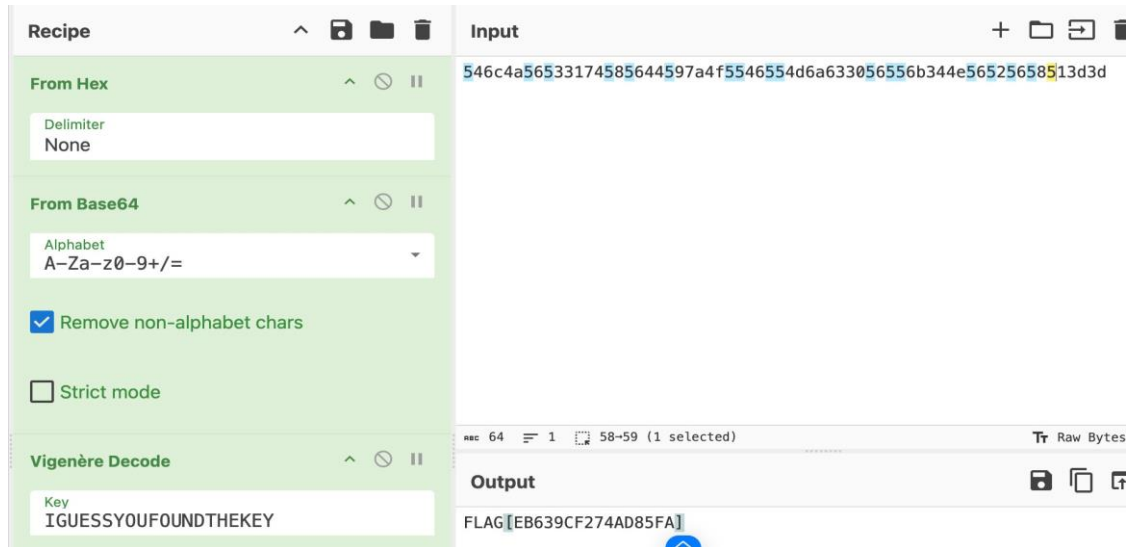 Recipe
Input
From Hex
546c4a56533174585644597a4f5546554d6a633056556b344e56525658513d3d
Delimiter
None
From Base64
Alphabet
A-Za-z0-9+/=
Remove non-alphabet chars
Strict mode
ABC 64 1 58→59 (1 selected) Tт Raw Bytes
Vigenère Decode
Output
Key
IGUESSYOUFOUNDTHEKEY
FLAG[EB639CF274AD85FA]